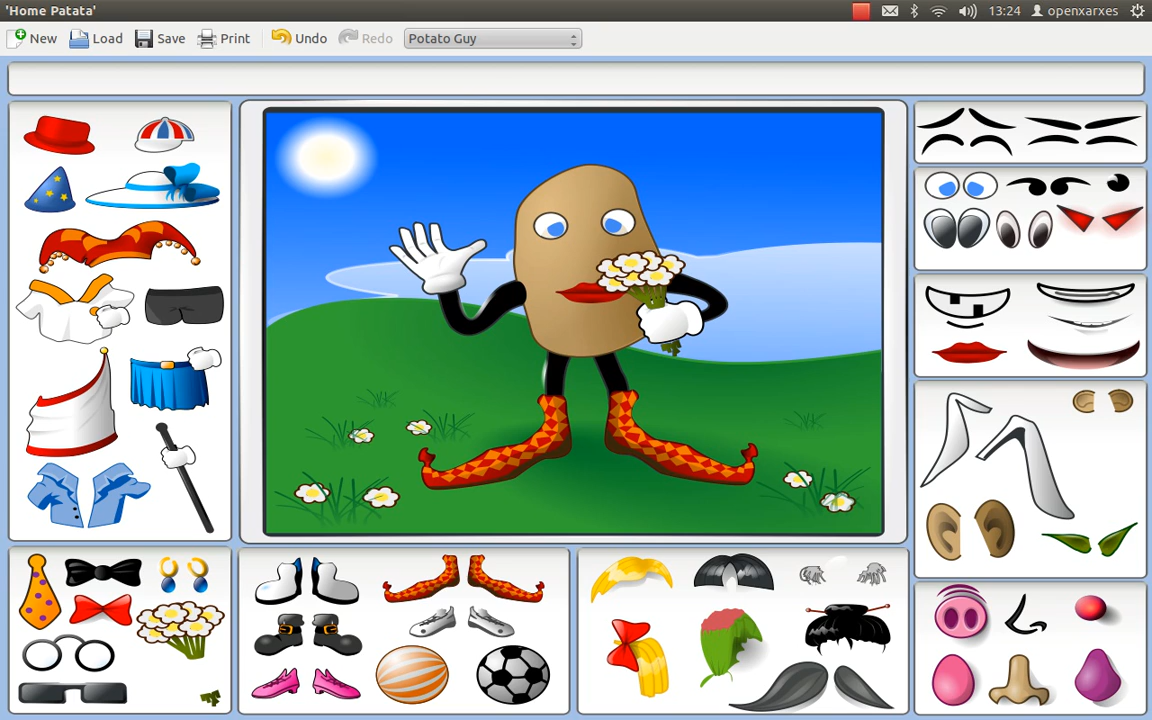 'Home Patata'
13:24 openxarxes
New Load Save Print Undo Redo Potato Guy